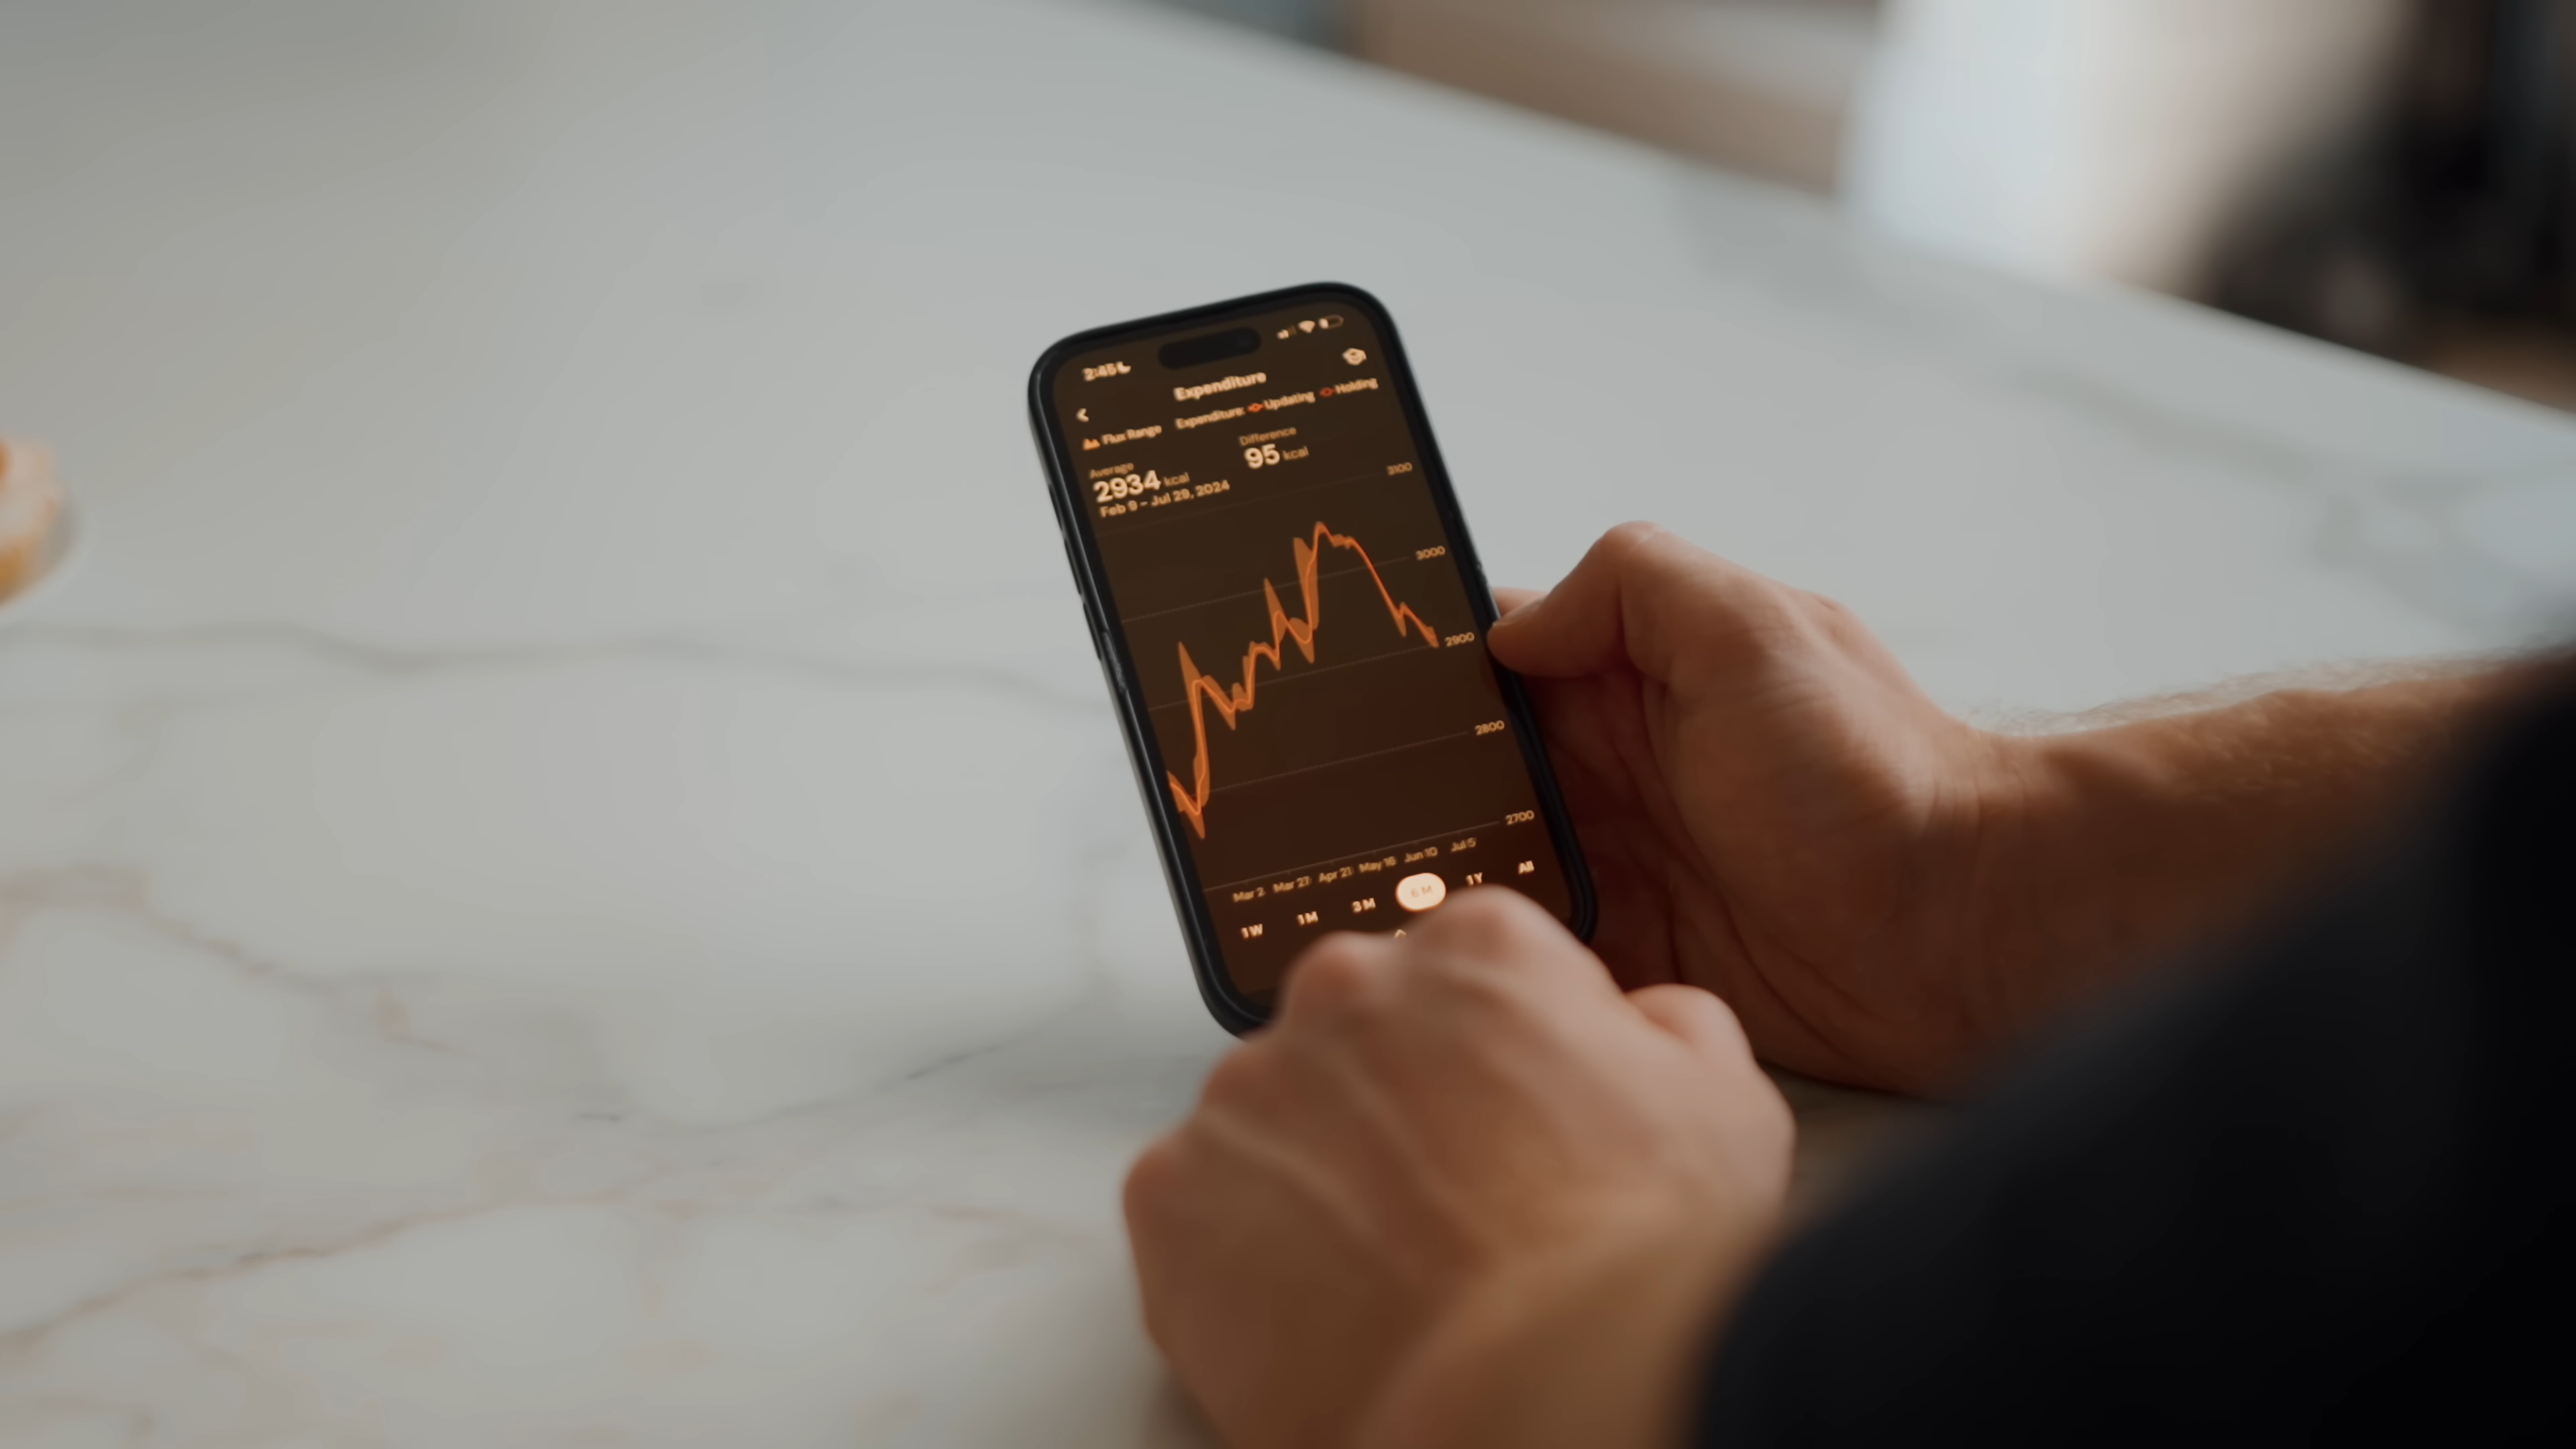 2:45
Expenditure
Flux Range Expenditure: Updating Holding
Average
2934 kcal
Feb 9 - Jul 29, 2024
Difference
95 kcal
3100
3000
2900
2800
2700
Mar 2 Mar 27 Apr 21 May 16 Jun 10 Jul 5
1W 1M 3M 6M 1Y All